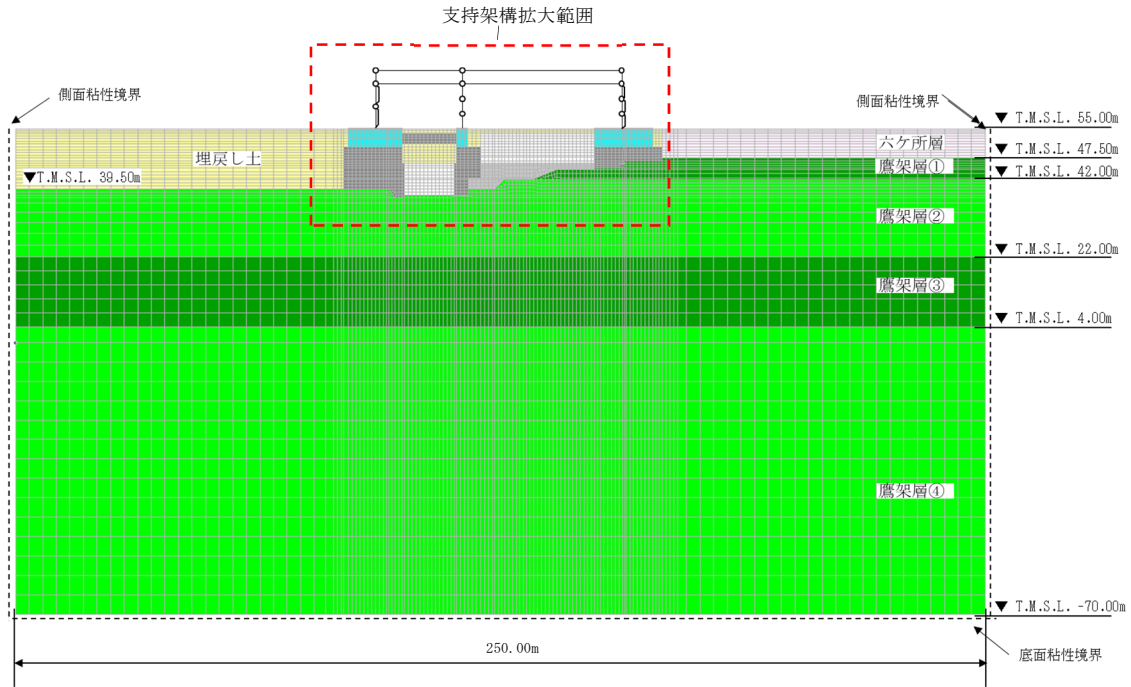 支持架構拡大範囲
側面粘性境界
側面粘性境界
▼ T.M.S.L. 55.00m
六ケ所層
▼ T.M.S.L. 47.50m
埋戻し土
鷹架層①
▼ T.M.S.L. 42.00m
▼T.M.S.L. 39.50m
鷹架層②
▼ T.M.S.L. 22.00m
鷹架層③
▼ T.M.S.L. 4.00m
鷹架層④
▼ T.M.S.L. -70.00m
250.00m
底面粘性境界